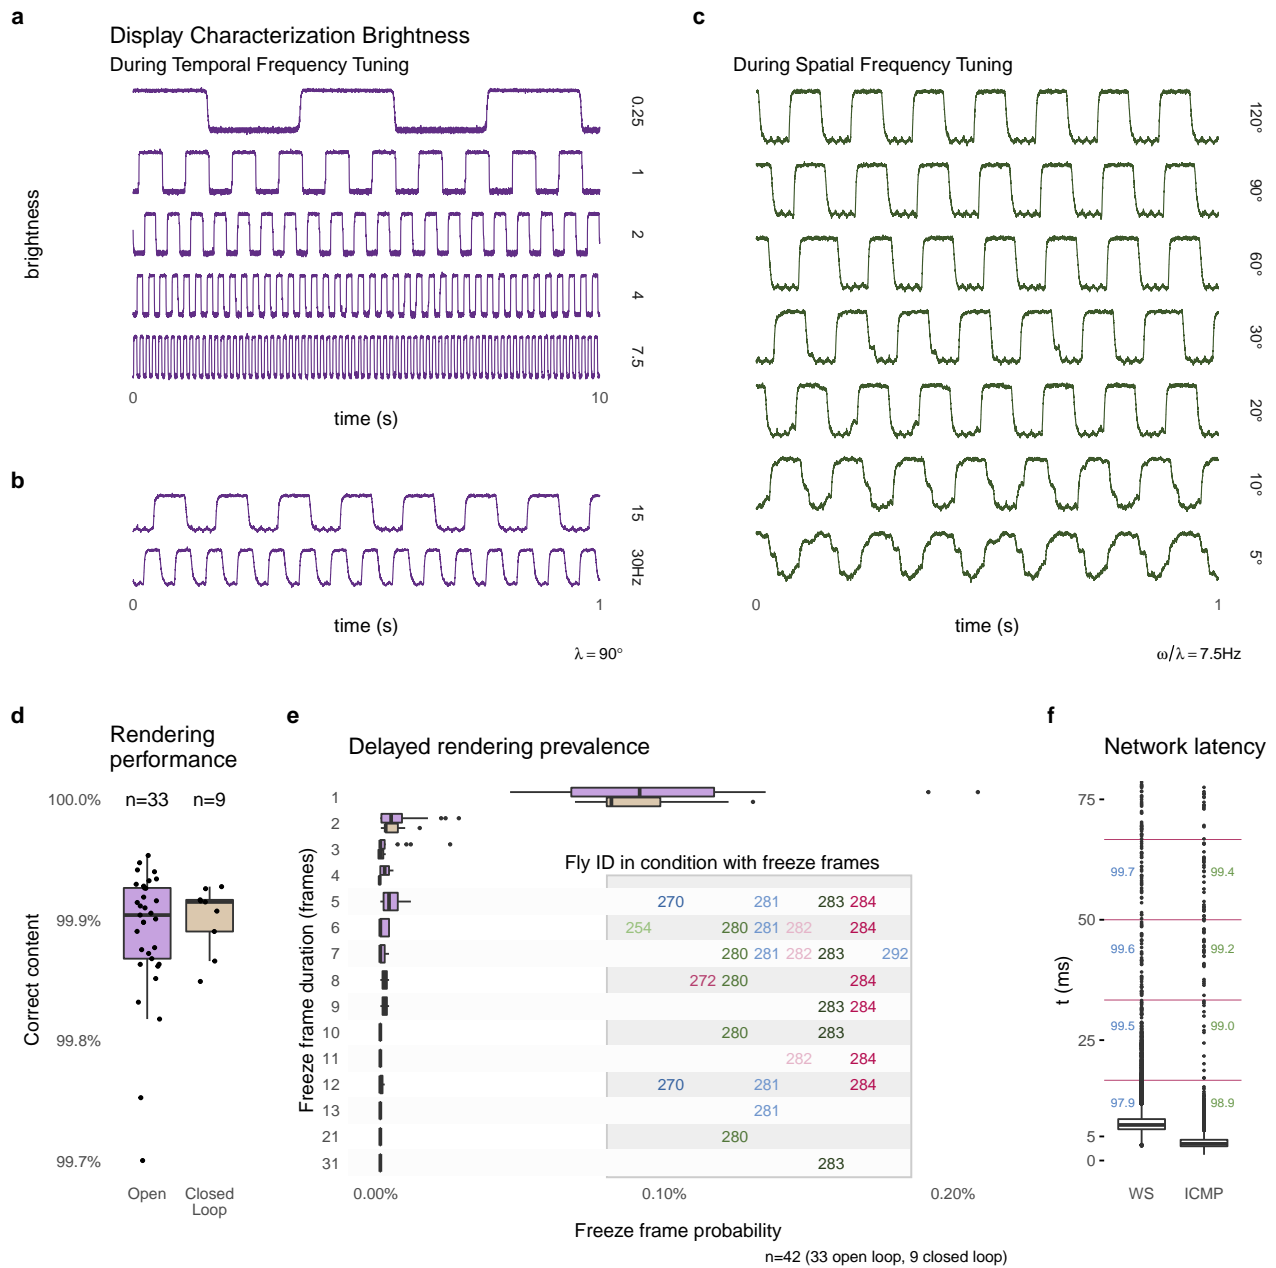 a
Display Characterization Brightness
During Temporal Frequency Tuning
brightness
0.25
1
2
4
7.5
0 10
time (s)
b
15
30Hz
0 1
time (s)
λ = 90°
c
During Spatial Frequency Tuning
120°
90°
60°
30°
20°
10°
5°
0 1
time (s)
ω/λ = 7.5Hz
d
Rendering
performance
n=33 n=9
Correct content
100.0%
99.9%
99.8%
99.7%
Open Closed
Loop
e
Delayed rendering prevalence
Freeze frame duration (frames)
Fly ID in condition with freeze frames
1
2
3
4
5 270 281 283 284
6 254 280 281 282 284
7 280 281 282 283 292
8 272 280 284
9 283 284
10 280 283
11 282 284
12 270 281 284
13 281
21 280
31 283
0.00% 0.10% 0.20%
Freeze frame probability
n=42 (33 open loop, 9 closed loop)
f
Network latency
t (ms)
75
99.7 99.4
50
99.6 99.2
99.5 99.0
25
97.9 98.9
5
0
WS ICMP